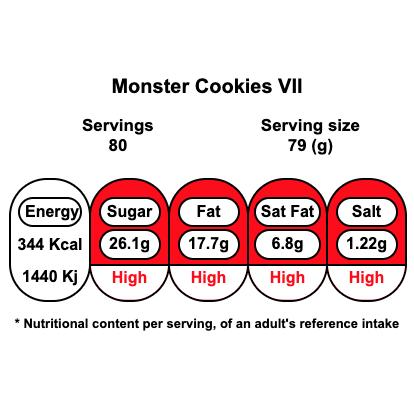 Monster Cookies VII
Servings Serving size
80 79 (g)
Energy Sugar Fat Sat Fat Salt
344 Kcal 26.1g 17.7g 6.8g 1.22g
1440 Kj High High High High
* Nutritional content per serving, of an adult's reference intake